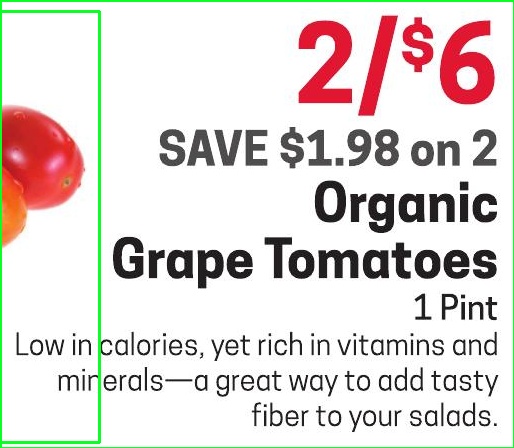 2/$6
SAVE $1.98 on 2
Organic
Grape Tomatoes
1 Pint
Low in calories, yet rich in vitamins and
minerals—a great way to add tasty
fiber to your salads.